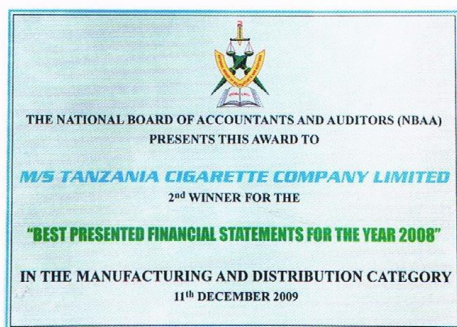 THE NATIONAL BOARD OF ACCOUNTANTS AND AUDITORS (NBAA)
PRESENTS THIS AWARD TO
M/S TANZANIA CIGARETTE COMPANY LIMITED
2nd WINNER FOR THE
"BEST PRESENTED FINANCIAL STATEMENTS FOR THE YEAR 2008"
IN THE MANUFACTURING AND DISTRIBUTION CATEGORY
11th DECEMBER 2009